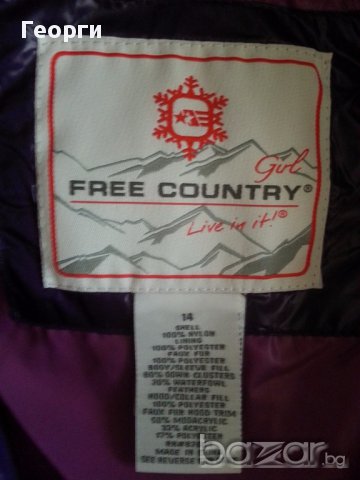 Георги
Girl
FREE COUNTRY®
Live in it!®
14
SHELL
100% NYLON
LINING
100% POLYESTER
FAUX FUR
100% POLYESTER
BODY/SLEEVE FILL
80% DOWN CLUSTERS
20% WATERFOWL
FEATHERS
HOOD/COLLAR FILL
100% POLYESTER
FAUX FUR HOOD TRIM
50% MODACRYLIC
33% ACRYLIC
17% POLYESTER
MADE IN CHINA
SEE REVERSE
bazar.bg